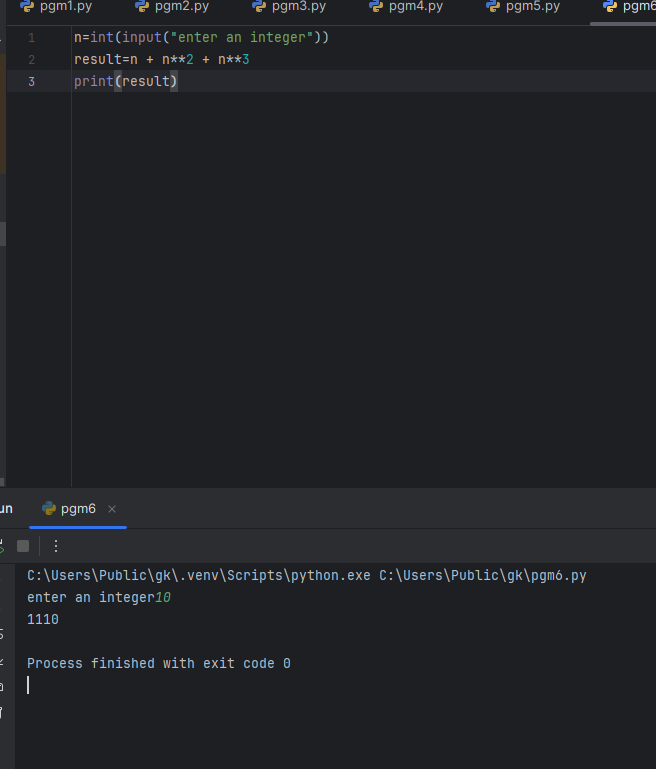 pgm1.py pgm2.py pgm3.py pgm4.py pgm5.py pgm6
1 n=int(input("enter an integer"))
2 result=n + n**2 + n**3
3 print(result)
un pgm6
C:\Users\Public\gk\.venv\Scripts\python.exe C:\Users\Public\gk\pgm6.py
enter an integer10
1110
Process finished with exit code 0